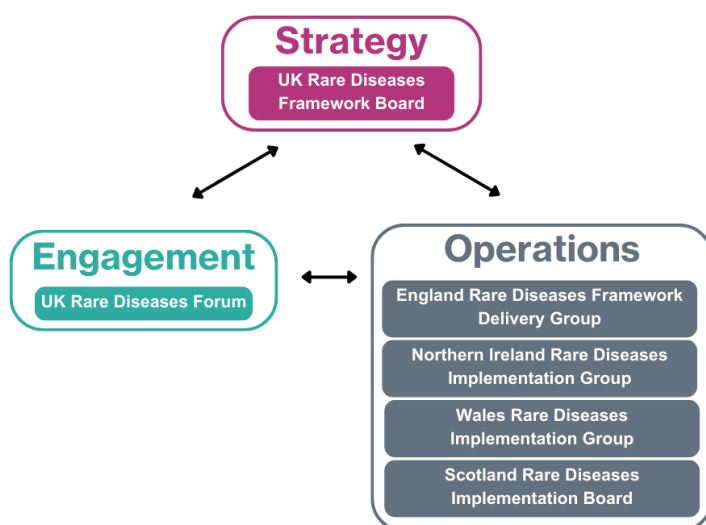 Strategy
UK Rare Diseases
Framework Board
Engagement
UK Rare Diseases Forum
Operations
England Rare Diseases Framework
Delivery Group
Northern Ireland Rare Diseases
Implementation Group
Wales Rare Diseases
Implementation Group
Scotland Rare Diseases
Implementation Board